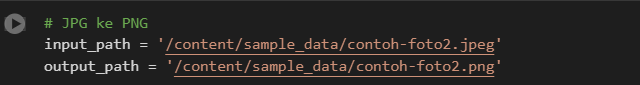 # JPG ke PNG
input_path = '/content/sample_data/contoh-foto2.jpeg'
output_path = '/content/sample_data/contoh-foto2.png'